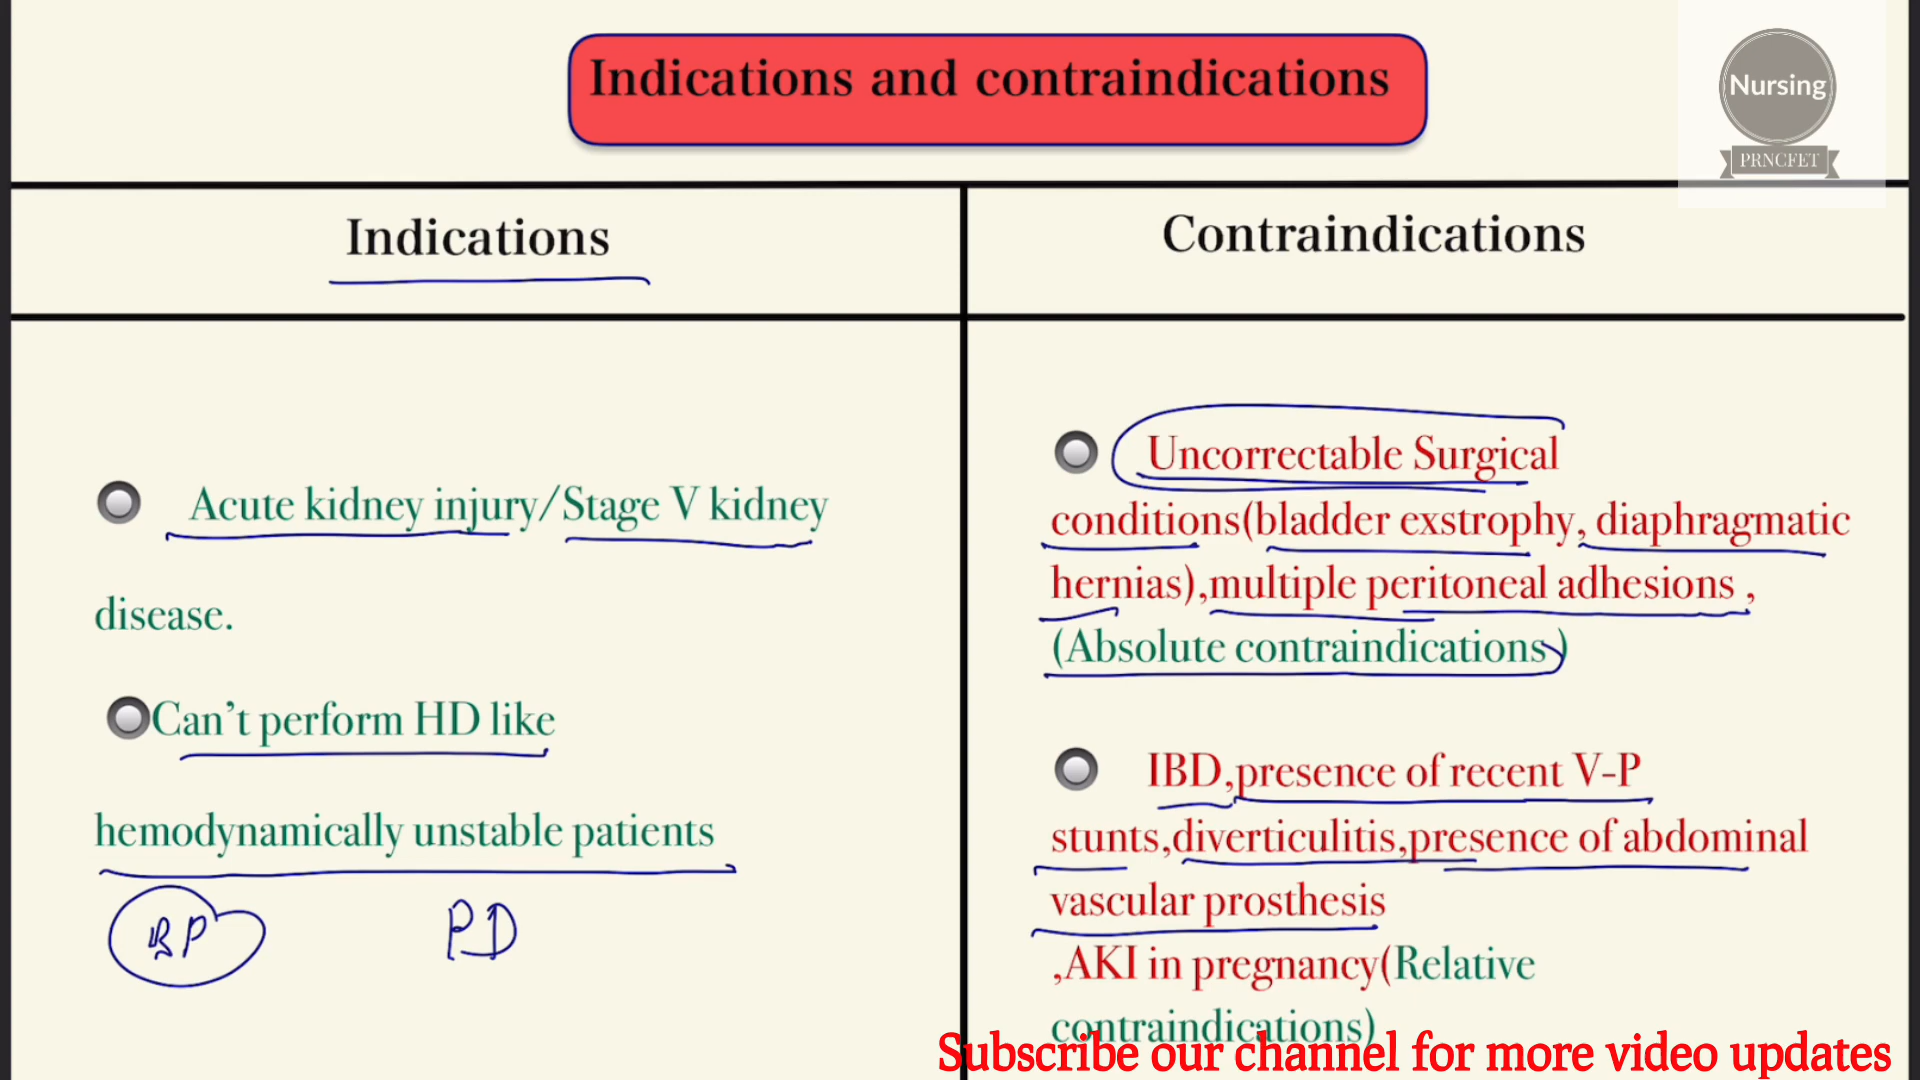 Indications and contraindications
Nursing
PRNCFET
Indications
Contraindications
Acute kidney injury/Stage V kidney
disease.
Can’t perform HD like
hemodynamically unstable patients
BP
PD
Uncorrectable Surgical
conditions(bladder exstrophy, diaphragmatic
hernias),multiple peritoneal adhesions ,
(Absolute contraindications)
IBD,presence of recent V-P
stunts,diverticulitis,presence of abdominal
vascular prosthesis
,AKI in pregnancy(Relative
contraindications)
Subscribe our channel for more video updates